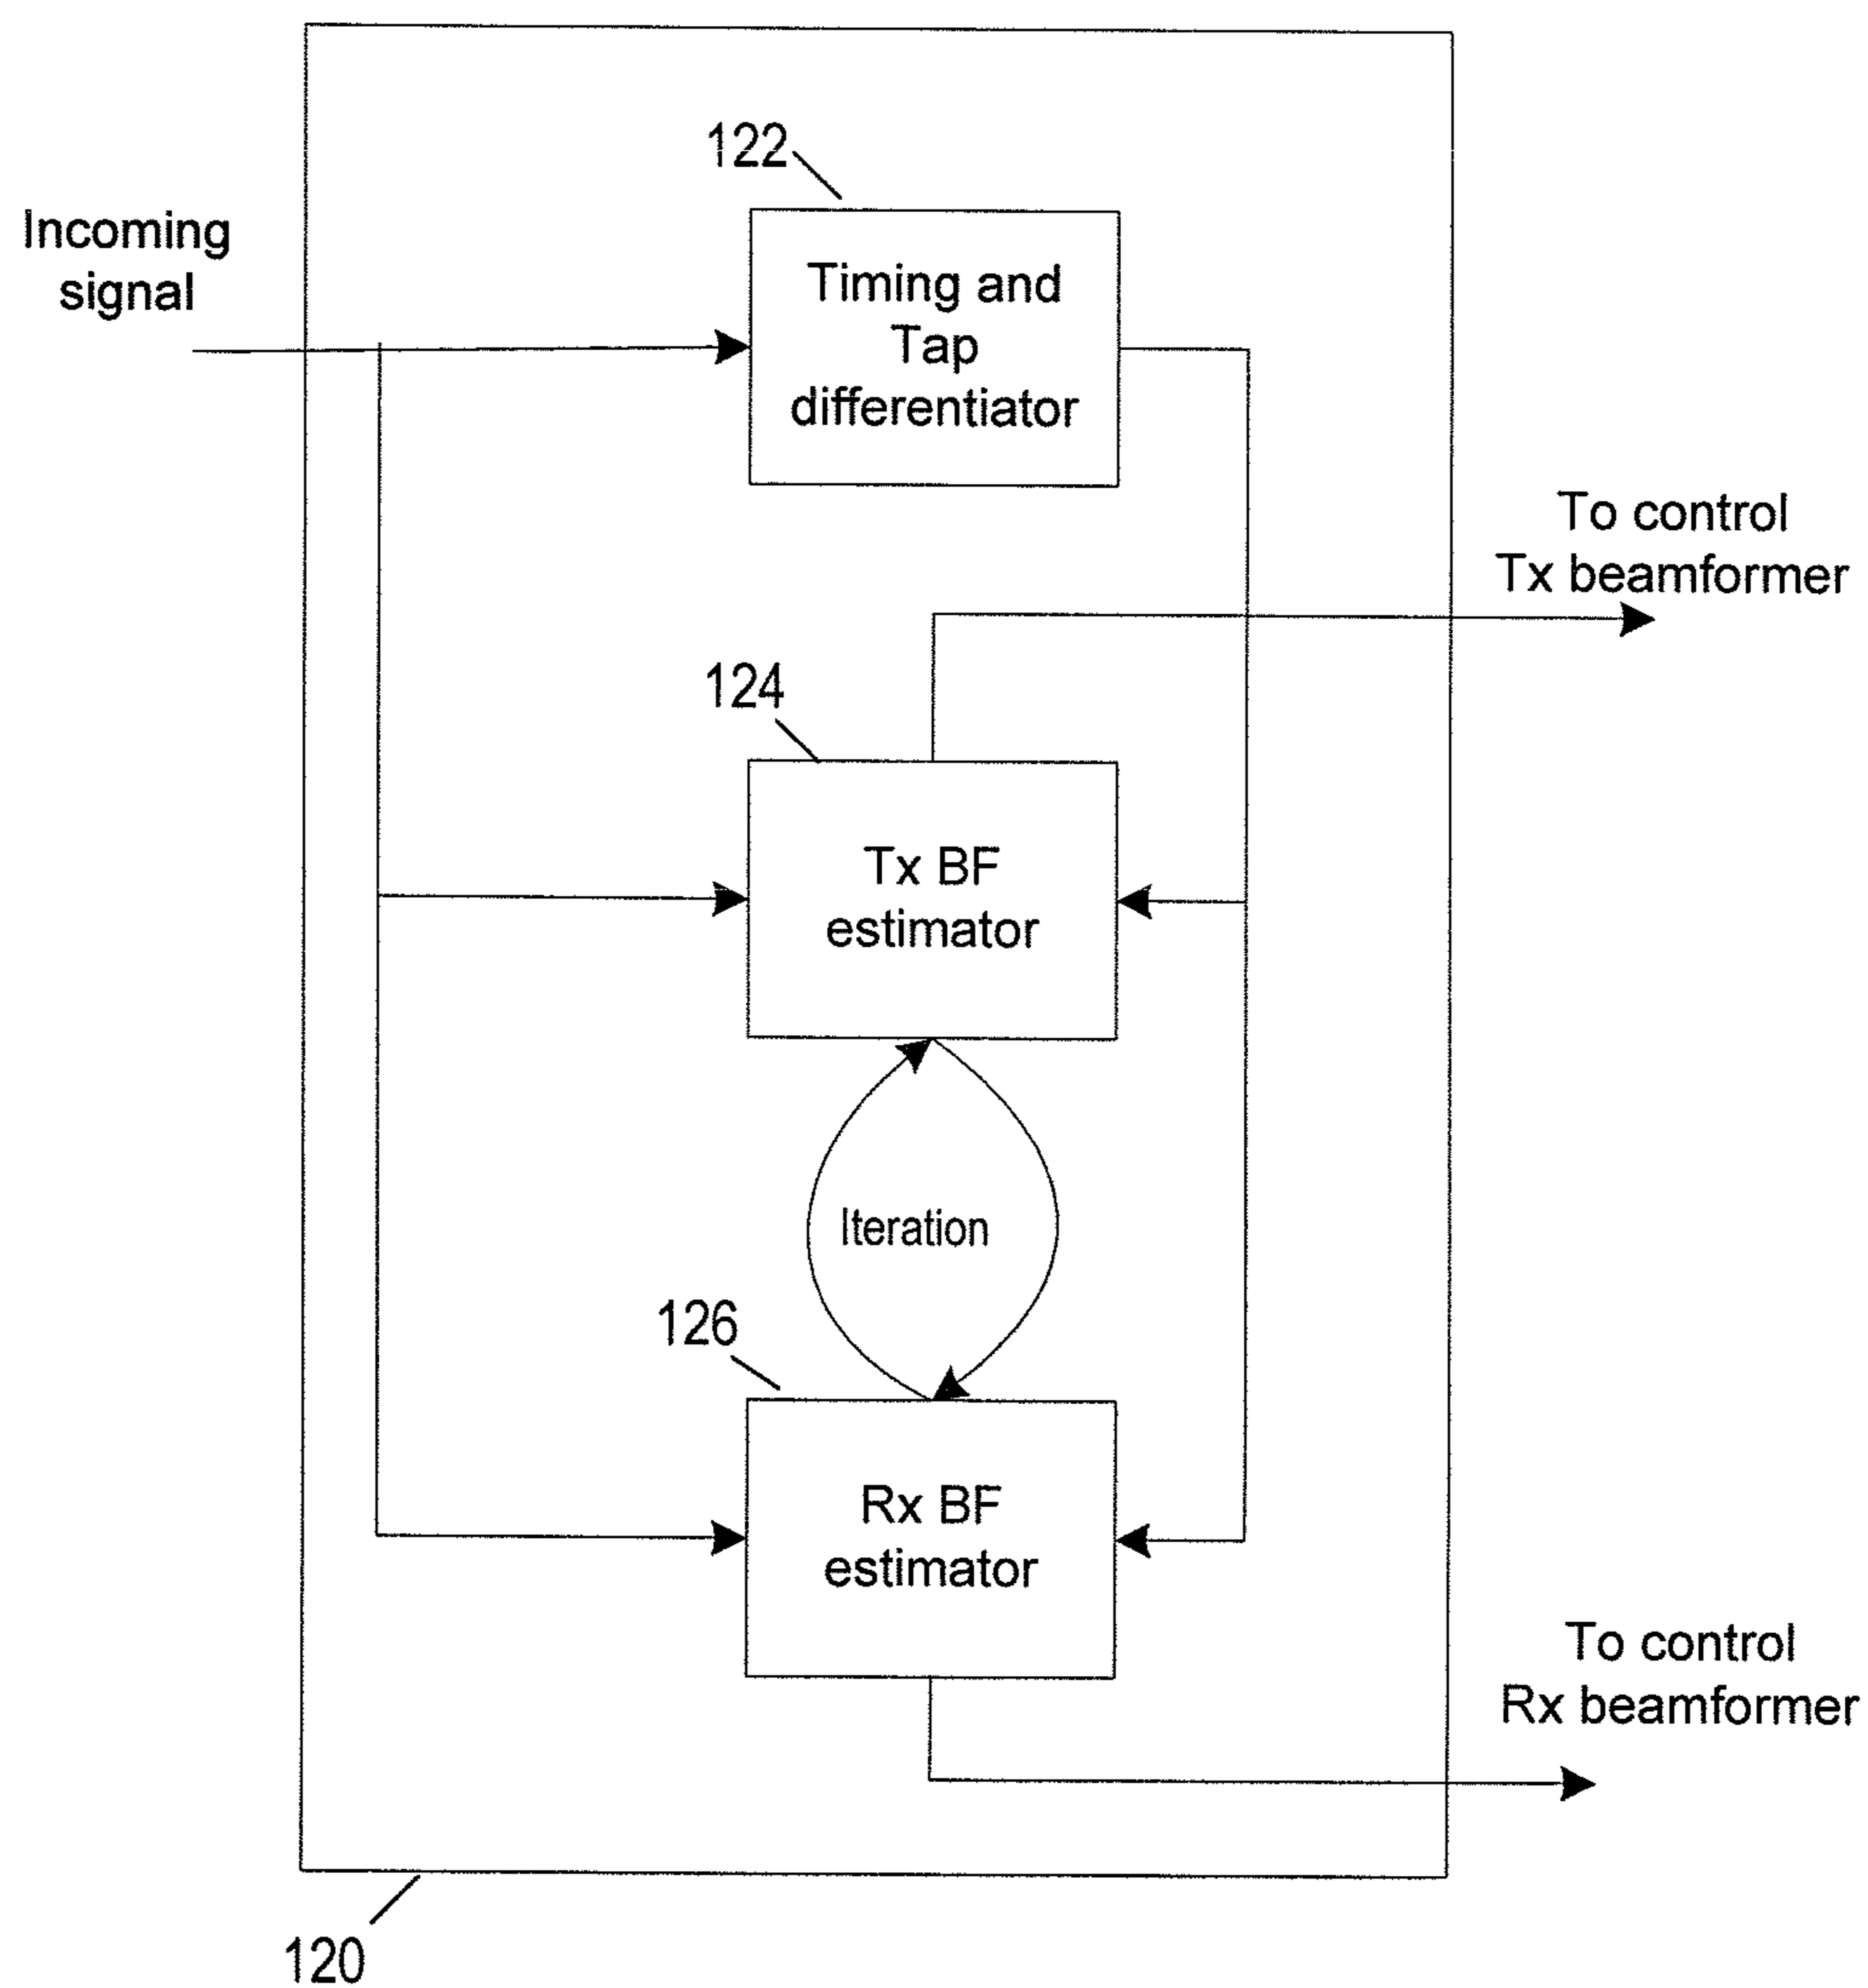 122
Incoming
signal
Timing and
Tap
differentiator
To control
Tx beamformer
124
Tx BF
estimator
Iteration
126
Rx BF
estimator
To control
Rx beamformer
120